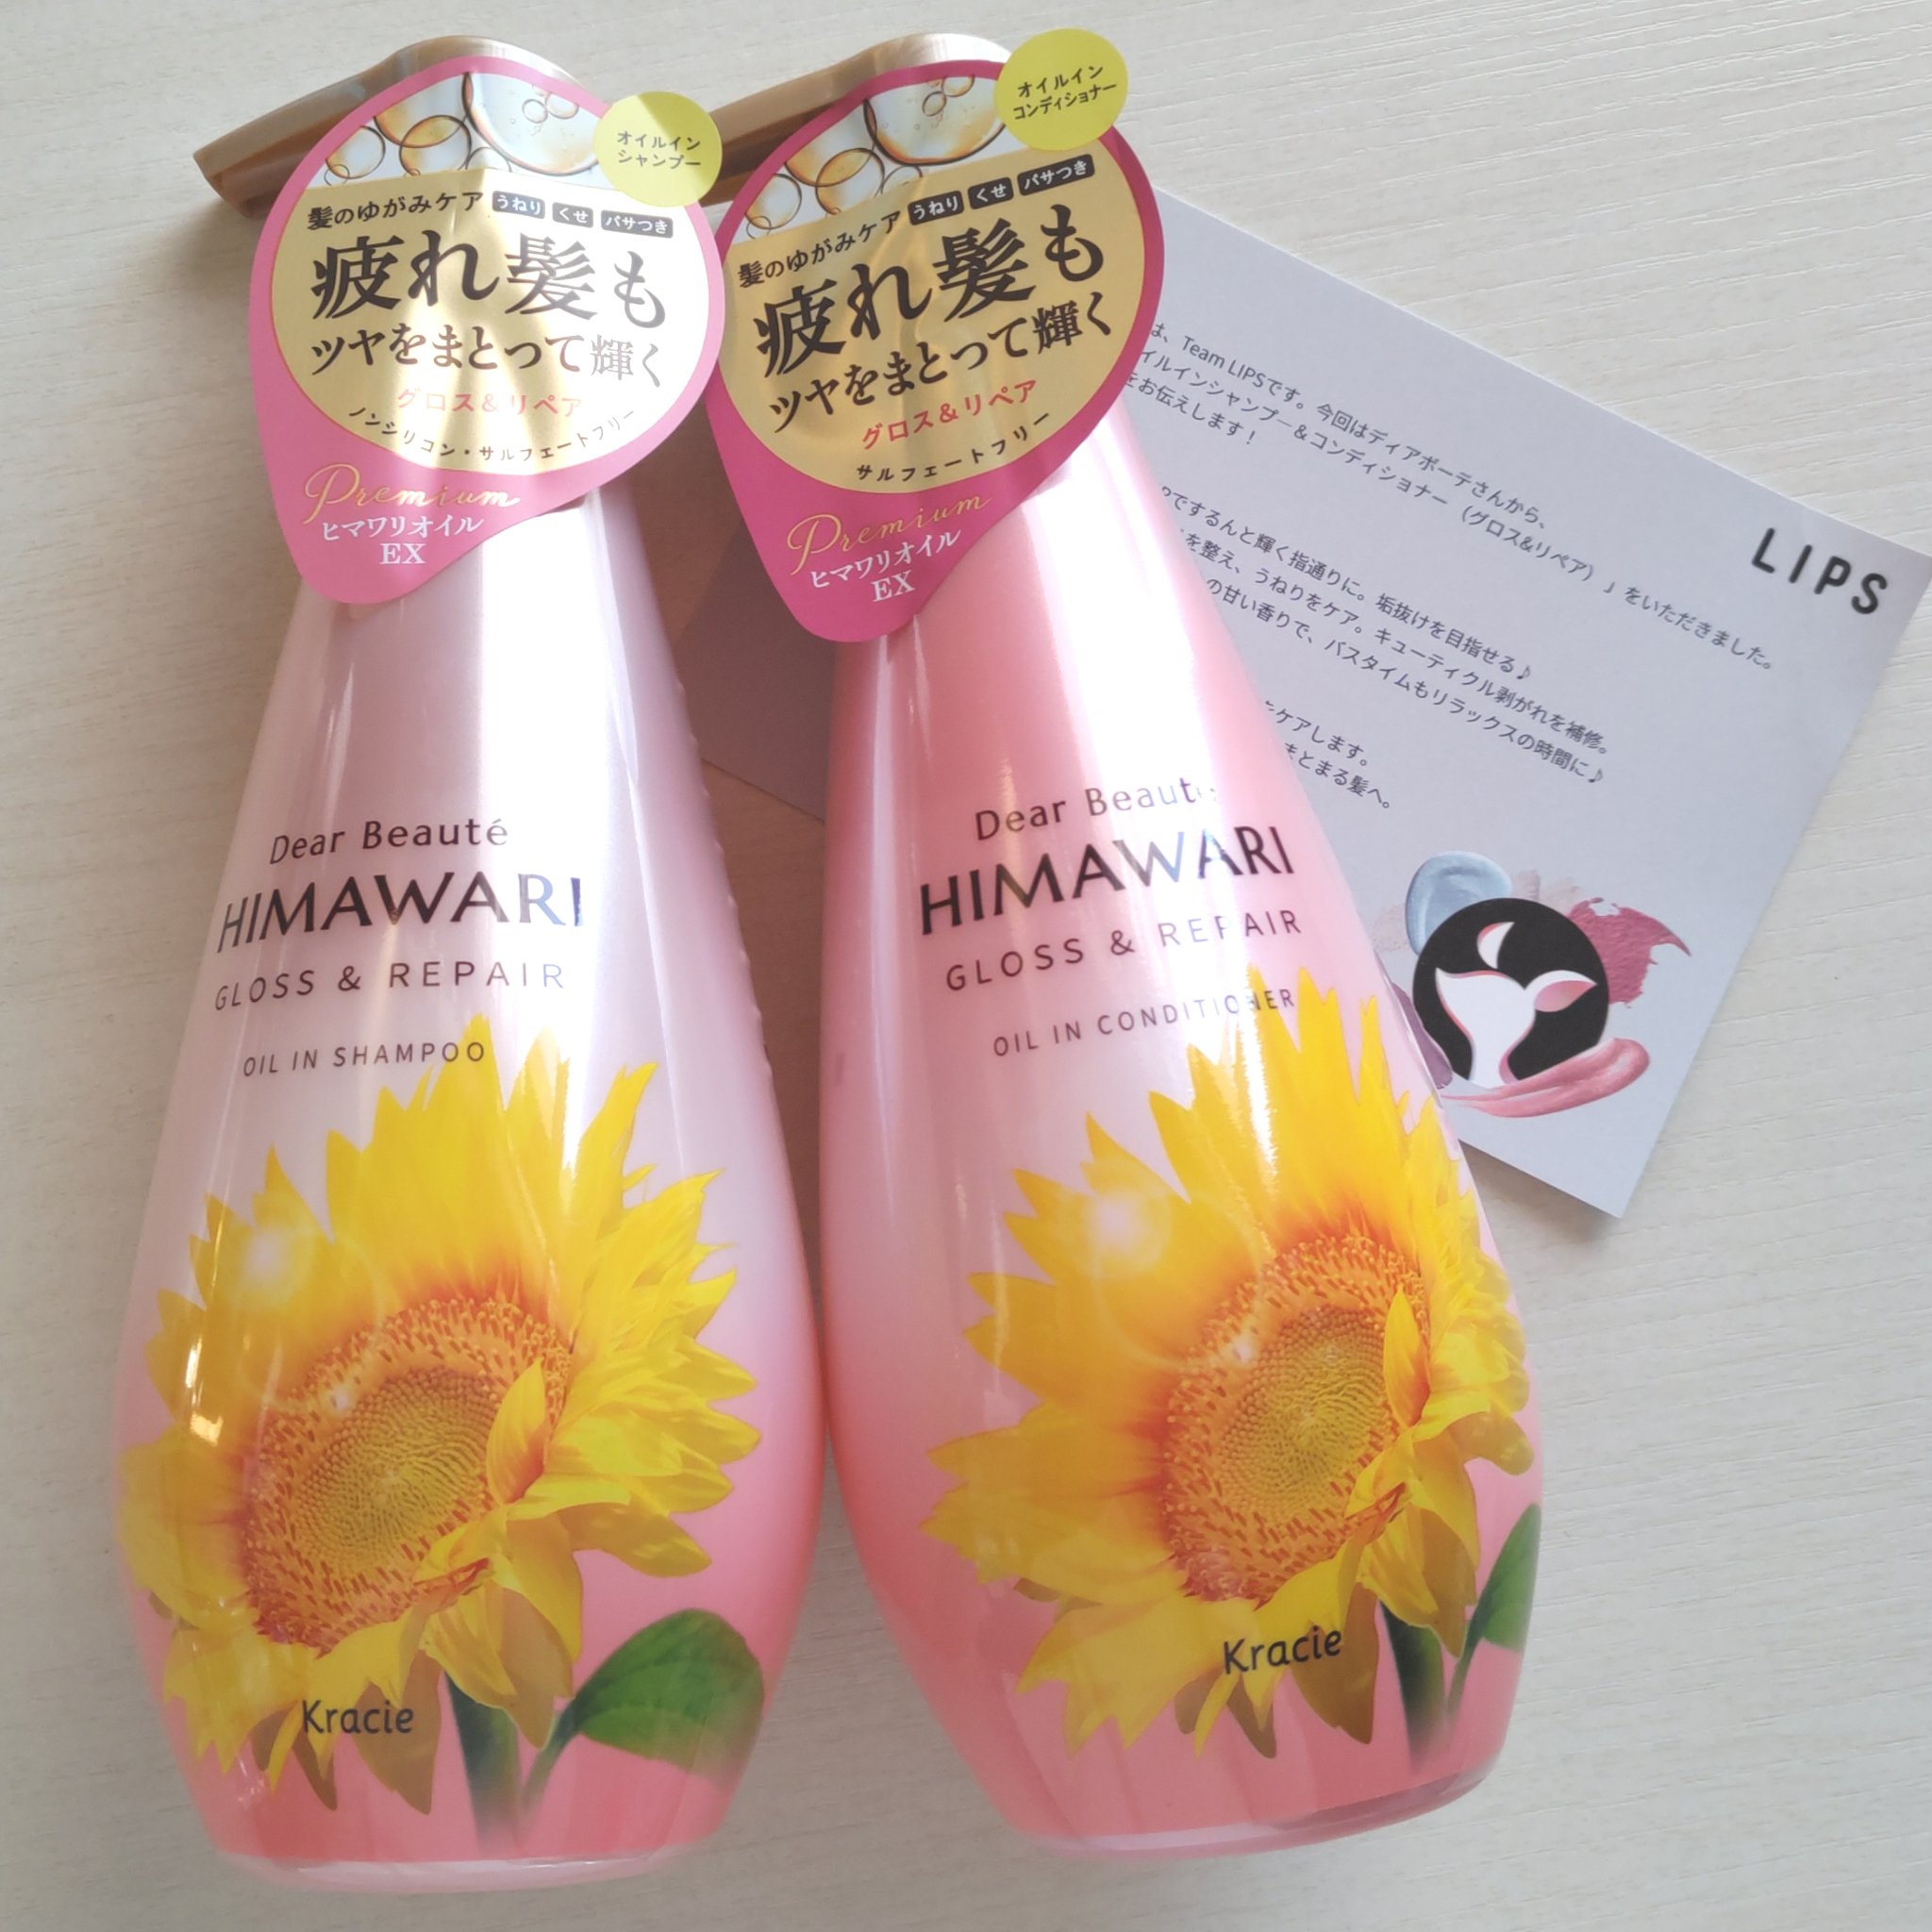 オイルイン
シャンプー
髪のゆがみケア うねり くせ パサつき
疲れ髪も
ツヤをまとって輝く
グロス&リペア
ノンシリコン・サルフェートフリー
Premium
ヒマワリオイル
EX
Dear Beauté
HIMAWARI
GLOSS & REPAIR
OIL IN SHAMPOO
Kracie
オイルイン
コンディショナー
髪のゆがみケア うねり くせ パサつき
疲れ髪も
ツヤをまとって輝く
グロス&リペア
サルフェートフリー
Premium
ヒマワリオイル
EX
Dear Beauté
HIMAWARI
GLOSS & REPAIR
OIL IN CONDITIONER
Kracie
LIPS
は、Team LIPSです。今回はディアボーテさんから、
イルインシャンプー&コンディショナー（グロス&リペア）」をいただきました。
をお伝えします!
でするんと輝く指通りに。垢抜けを目指せる♪
を整え、うねりをケア。キューティクル剥がれを補修。
の甘い香りで、バスタイムもリラックスの時間に♪
をケアします。
まとまる髪へ。